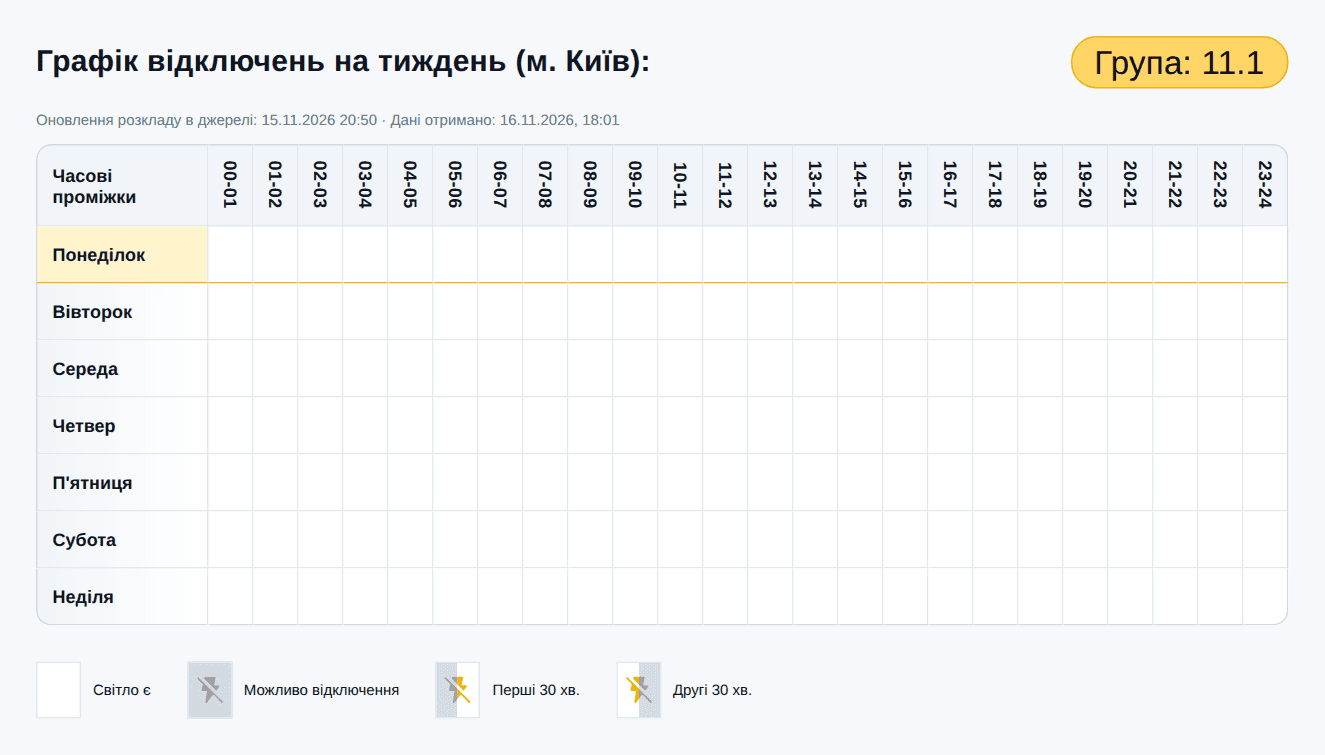 Графік відключень на тиждень (м. Київ):
Група: 11.1
Оновлення розкладу в джерелі: 15.11.2026 20:50 · Дані отримано: 16.11.2026, 18:01
Часові
проміжки
00-01
01-02
02-03
03-04
04-05
05-06
06-07
07-08
08-09
09-10
10-11
11-12
12-13
13-14
14-15
15-16
16-17
17-18
18-19
19-20
20-21
21-22
22-23
23-24
Понеділок
Вівторок
Середа
Четвер
П'ятниця
Субота
Неділя
Світло є
Можливо відключення
Перші 30 хв.
Другі 30 хв.